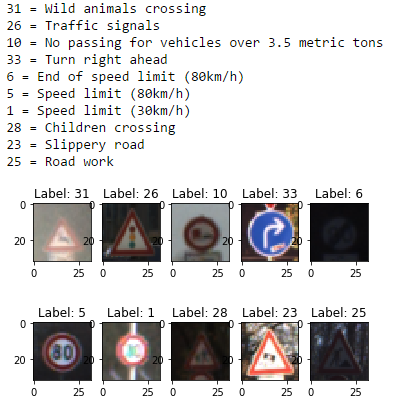 31 = Wild animals crossing
26 = Traffic signals
10 = No passing for vehicles over 3.5 metric tons
33 = Turn right ahead
6 = End of speed limit (80km/h)
5 = Speed limit (80km/h)
1 = Speed limit (30km/h)
28 = Children crossing
23 = Slippery road
25 = Road work
Label: 31 Label: 26 Label: 10 Label: 33 Label: 6
0 0 0 0 0
20 20 20 20 20
0 25 0 25 0 25 0 25 0 25
Label: 5 Label: 1 Label: 28 Label: 23 Label: 25
0 0 0 0 0
20 80 20 20 20 20
0 25 0 25 0 25 0 25 0 25